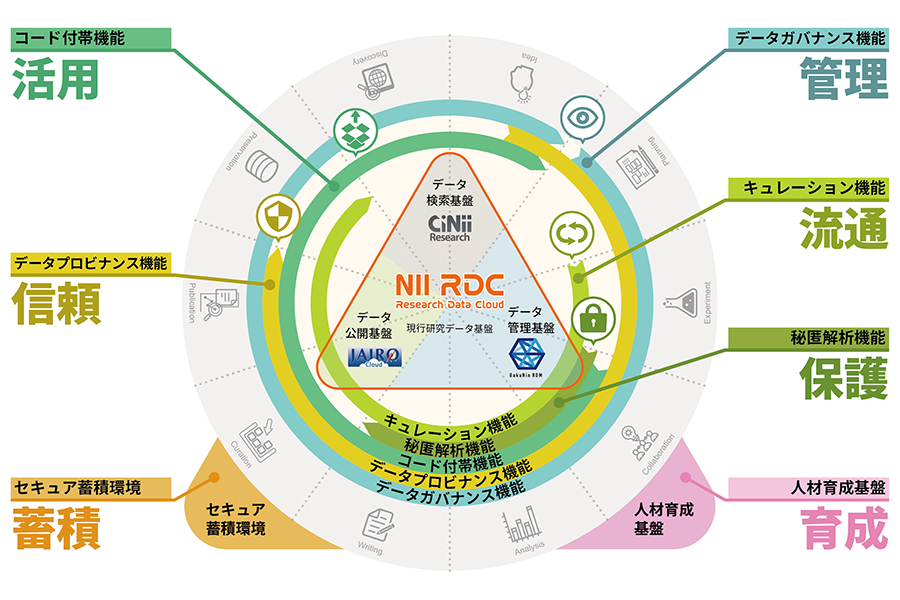 コード付帯機能
活用
データガバナンス機能
管理
キュレーション機能
流通
データプロビナンス機能
信頼
秘匿解析機能
保護
セキュア蓄積環境
蓄積
人材育成基盤
育成
Discovery
Idea
Planning
Experiment
Collaboration
Analysis
Writing
Curation
Publication
Preservation
データ
検索基盤
CiNii
Research
NII RDC
Research Data Cloud
現行研究データ基盤
データ
公開基盤
JAIRO
Cloud
データ
管理基盤
GakuNin RDM
キュレーション機能
秘匿解析機能
コード付帯機能
データプロビナンス機能
データガバナンス機能
セキュア
蓄積環境
人材育成
基盤